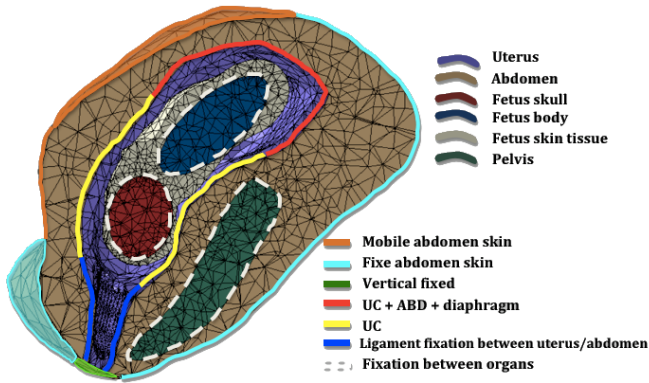 Uterus
Abdomen
Fetus skull
Fetus body
Fetus skin tissue
Pelvis
Mobile abdomen skin
Fixe abdomen skin
Vertical fixed
UC + ABD + diaphragm
UC
Ligament fixation between uterus/abdomen
Fixation between organs